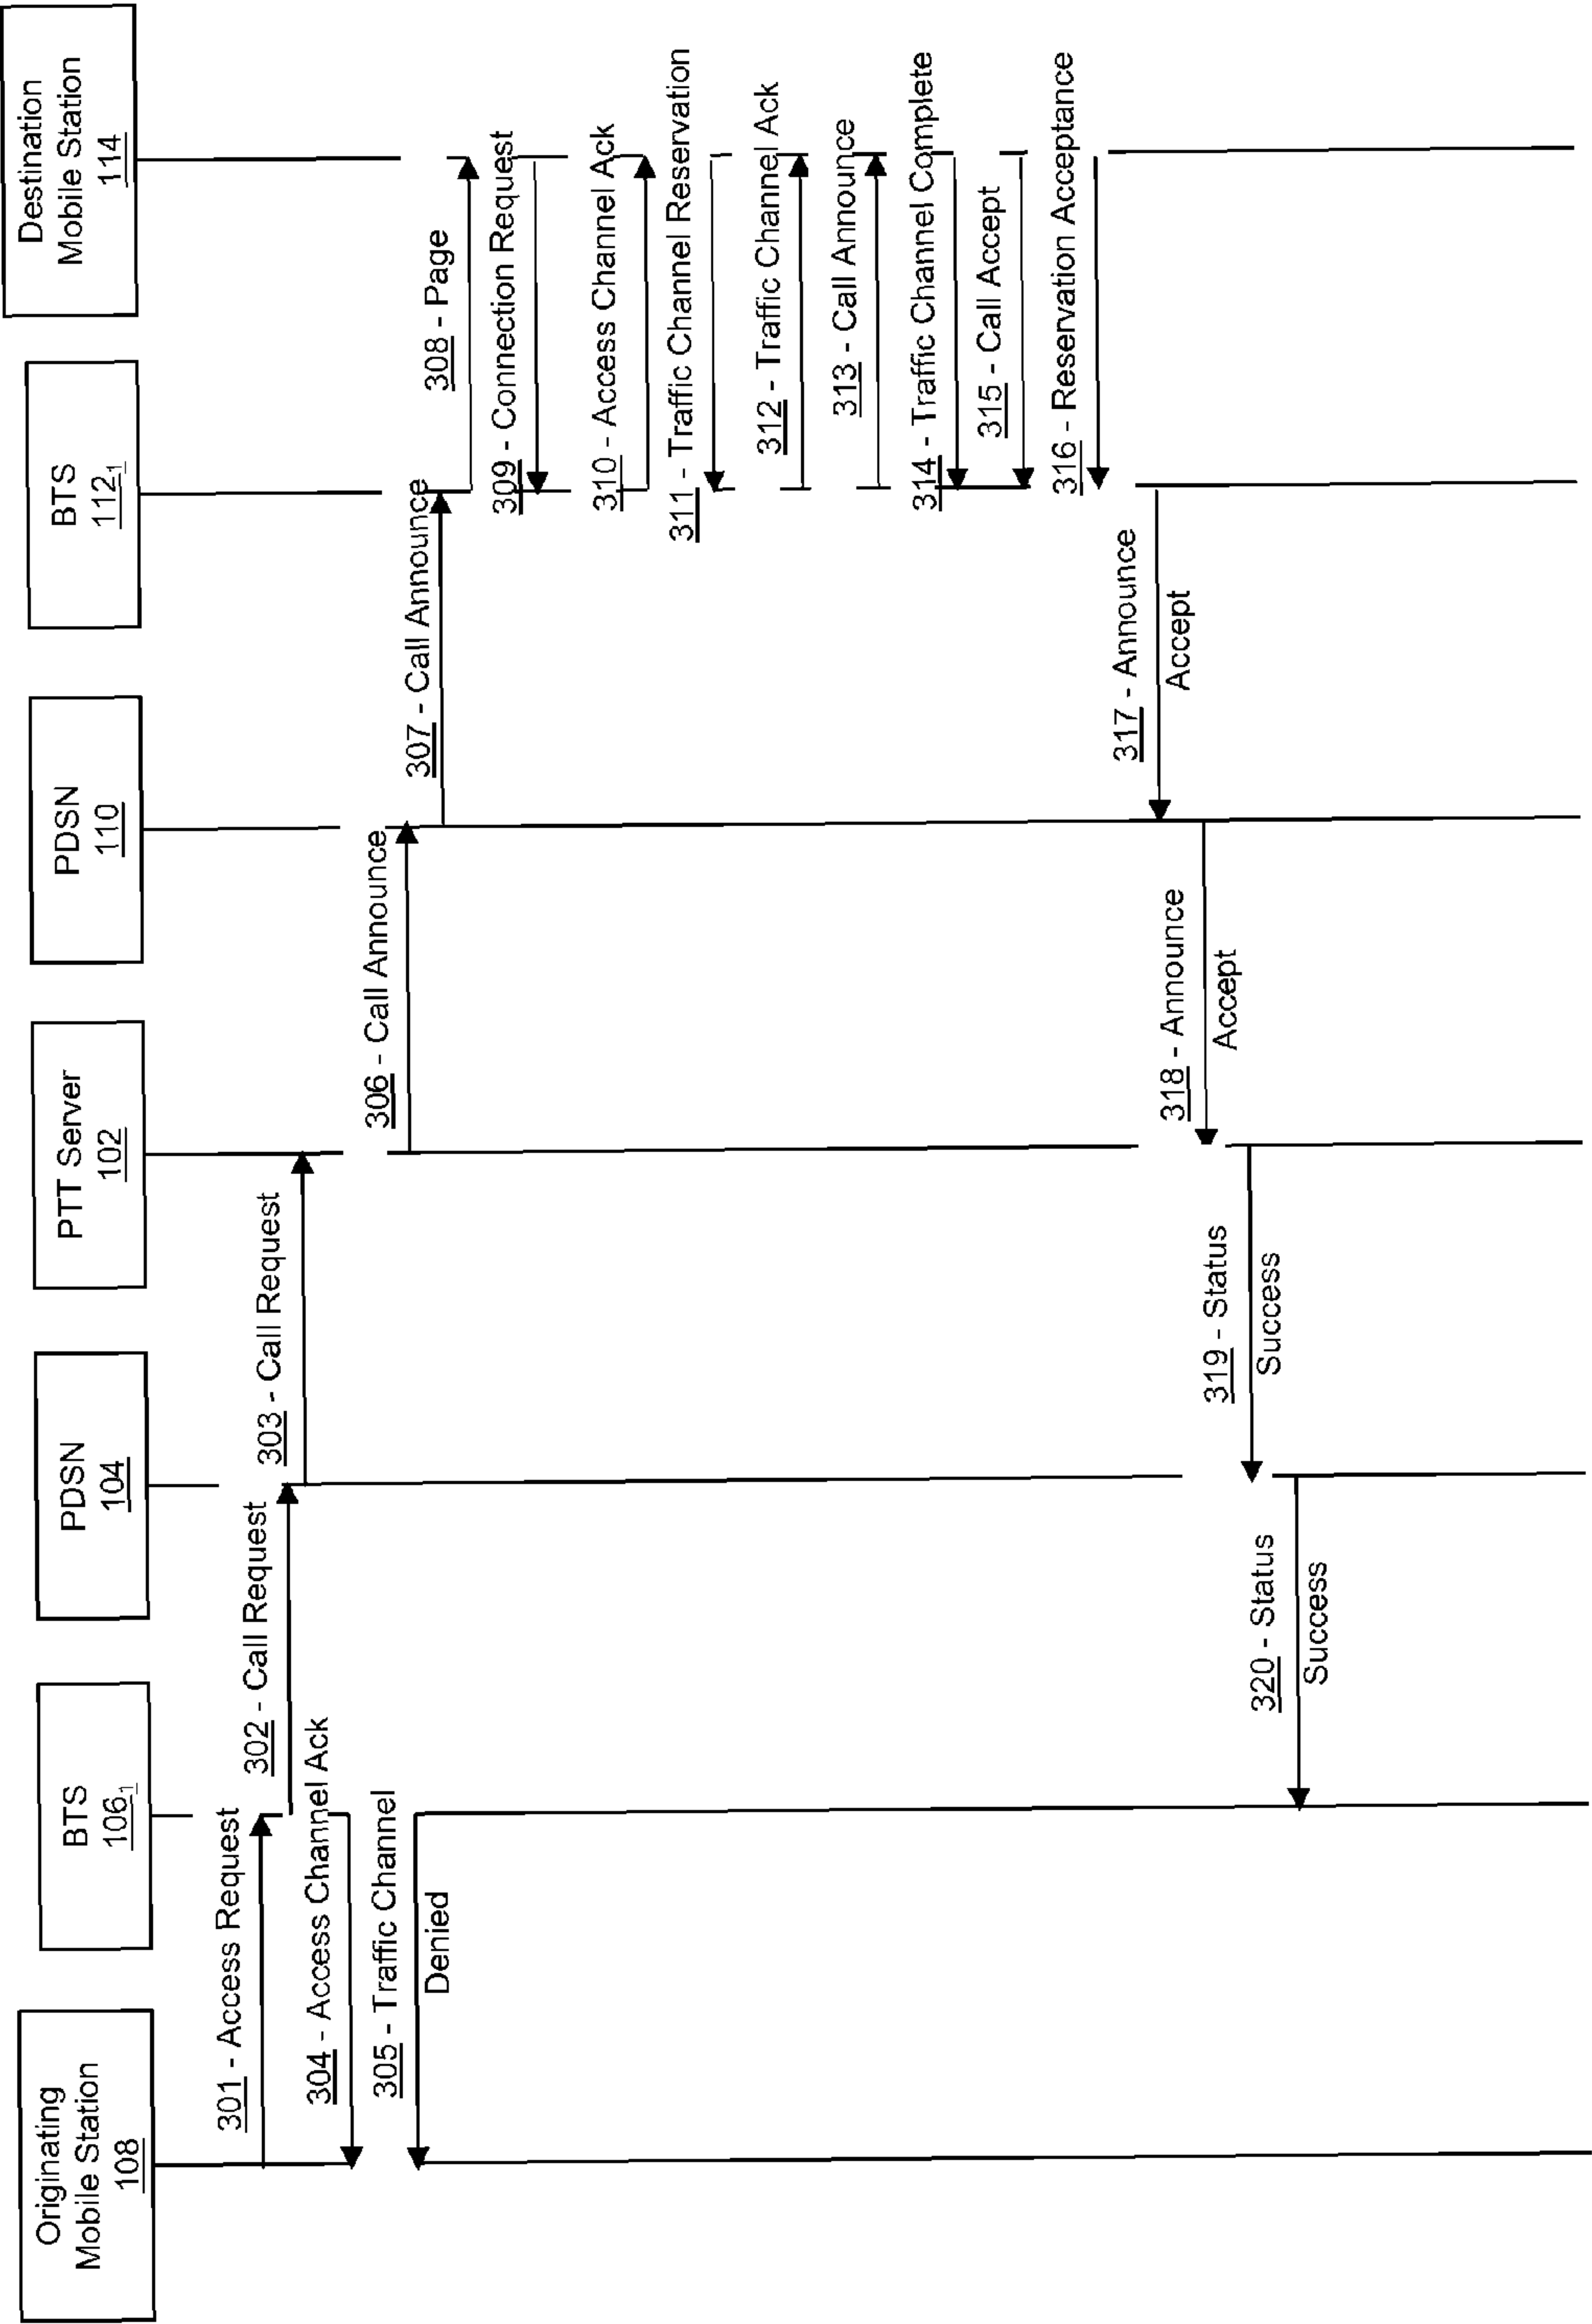 Originating
Mobile Station
108
BTS
106₁
PDSN
104
PTT Server
102
PDSN
110
BTS
112₁
Destination
Mobile Station
114
301 - Access Request
302 - Call Request
303 - Call Request
304 - Access Channel Ack
305 - Traffic Channel
Denied
306 - Call Announce
307 - Call Announce
308 - Page
309 - Connection Request
310 - Access Channel Ack
311 - Traffic Channel Reservation
312 - Traffic Channel Ack
313 - Call Announce
314 - Traffic Channel Complete
315 - Call Accept
316 - Reservation Acceptance
317 - Announce
Accept
318 - Announce
Accept
319 - Status
Success
320 - Status
Success